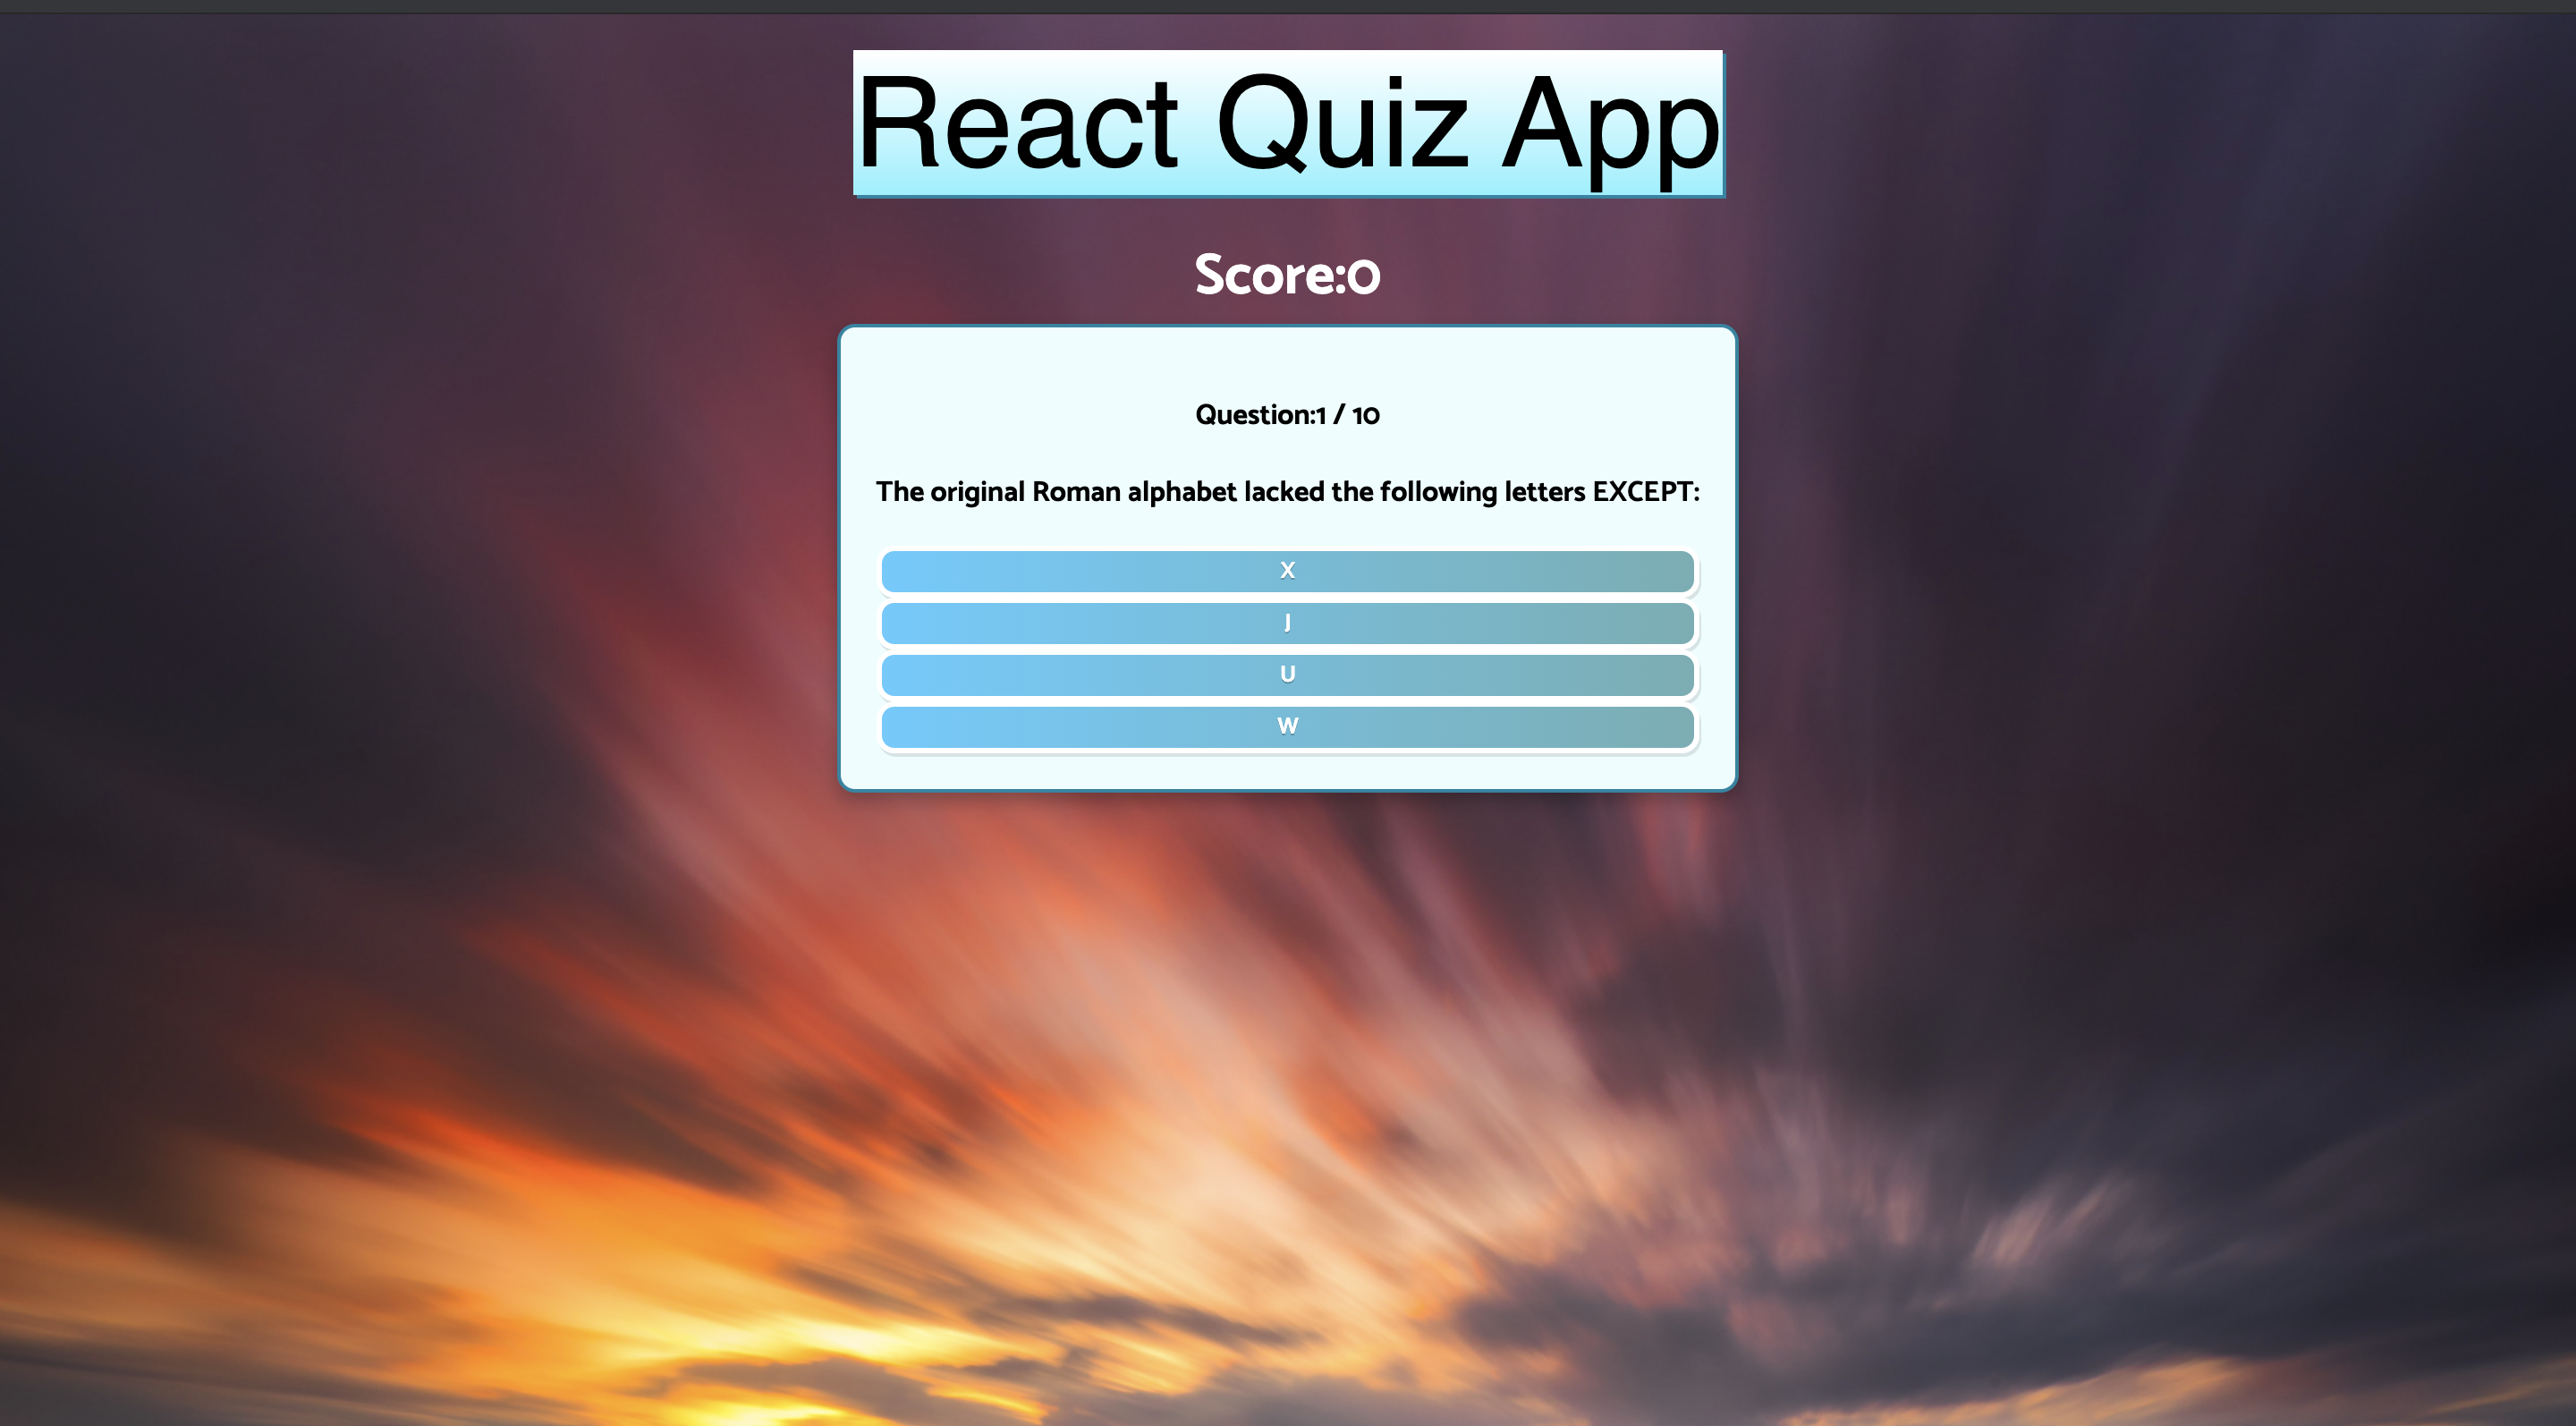 React Quiz App
Score:0
Question:1 / 10
The original Roman alphabet lacked the following letters EXCEPT:
X
J
U
W